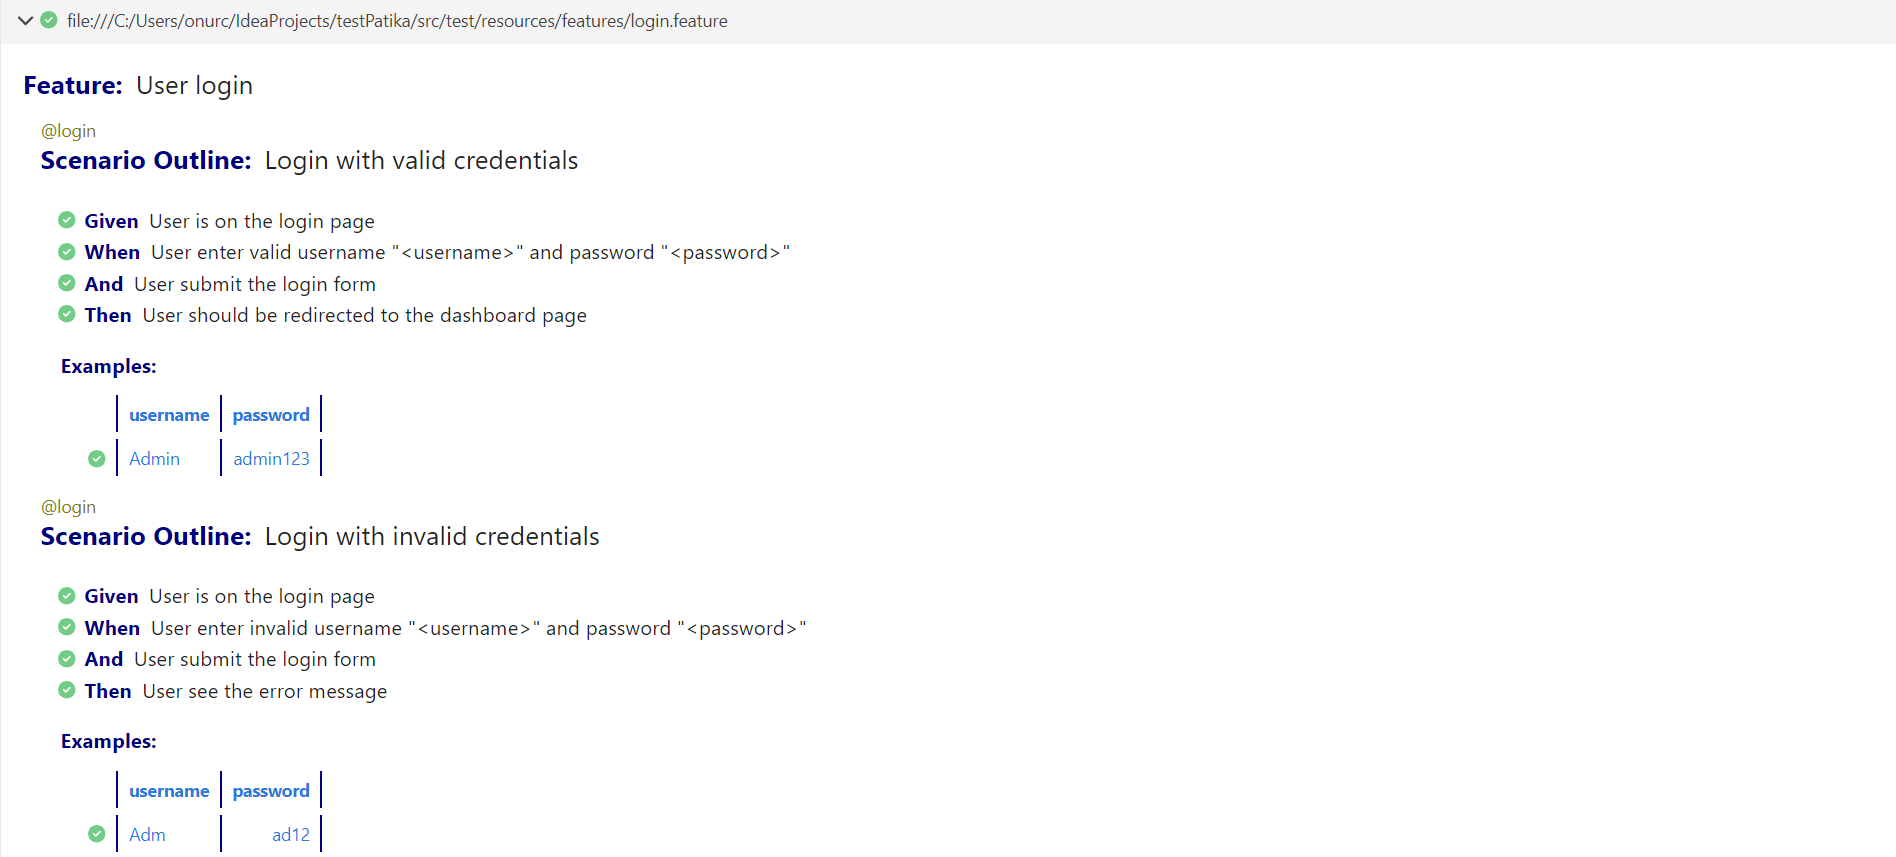 file:///C:/Users/onurc/IdeaProjects/testPatika/src/test/resources/features/login.feature
Feature: User login
@login
Scenario Outline: Login with valid credentials
Given User is on the login page
When User enter valid username "<username>" and password "<password>"
And User submit the login form
Then User should be redirected to the dashboard page
Examples:
username password
Admin admin123
@login
Scenario Outline: Login with invalid credentials
Given User is on the login page
When User enter invalid username "<username>" and password "<password>"
And User submit the login form
Then User see the error message
Examples:
username password
Adm ad12